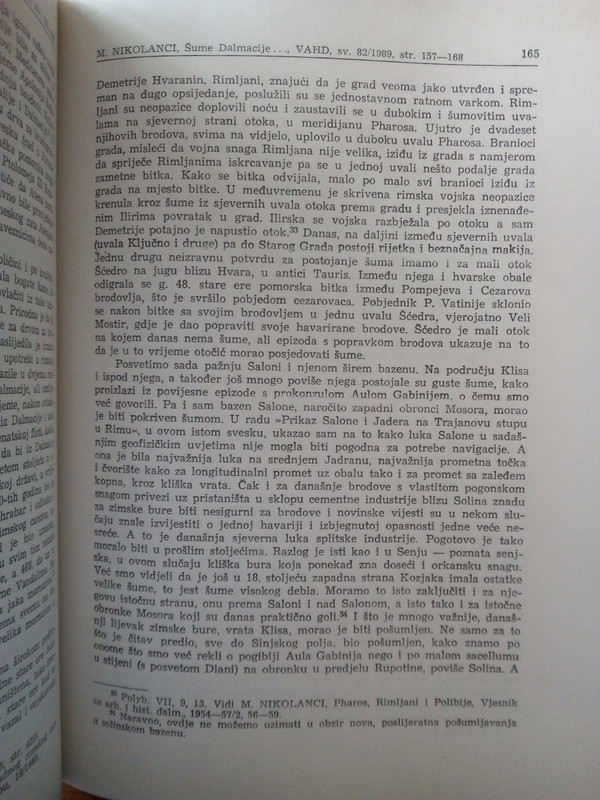 M. NIKOLANCI, Šume Dalmacije..., VAHD, sv. 82/1989, str. 157—168 165
Demetrije Hvaranin. Rimljani, znajući da je grad veoma jako utvrđen i spre-
man na dugo opsijedanje, poslužili su se jednostavnom ratnom varkom. Rim-
ljani su neopazice doplovili noću i zaustavili se u dubokim i šumovitim uva-
lama na sjevernoj strani otoka, u meridijanu Pharosa. Ujutro je dvadeset
njihovih brodova, svima na vidjelo, uplovilo u duboku uvalu Pharosa. Branioci
grada, misleći da vojna snaga Rimljana nije velika, iziđu iz grada s namjerom
da spriječe Rimljanima iskrcavanje pa se u jednoj uvali nešto podalje grada
zametne bitka. Kako se bitka odvijala, malo po malo svi branioci iziđu iz
grada na mjesto bitke. U međuvremenu je skrivena rimska vojska neopazice
krenula kroz šume iz sjevernih uvala otoka prema gradu i presjekla iznenađe-
nim Ilirima povratak u grad. Ilirska se vojska razbježala po otoku a sam
Demetrije potajno je napustio otok.³³ Danas, na daljini između sjevernih uvala
(uvala Ključno i druge) pa do Starog Grada postoji rijetka i beznačajna makija.
Jednu drugu neizravnu potvrdu za postojanje šuma imamo i za mali otok
Šćedro na jugu blizu Hvara, u antici Tauris. Između njega i hvarske obale
odigrala se g. 48. stare ere pomorska bitka između Pompejeva i Cezarova
brodovlja, što je svršilo pobjedom cezarovaca. Pobjednik P. Vatinije sklonio
se nakon bitke sa svojim brodovljem u jednu uvalu Šćedra, vjerojatno Veli
Mostir, gdje je dao popraviti svoje havarirane brodove. Šćedro je mali otok
na kojem danas nema šume, ali epizoda s popravkom brodova ukazuje na to
da je u to vrijeme otočić morao posjedovati šume.
Posvetimo sada pažnju Saloni i njenom širem bazenu. Na području Klisa
i ispod njega, a također još mnogo poviše njega postojale su guste šume, kako
proizlazi iz povijesne epizode s prokonzulom Aulom Gabinijem, o čemu smo
već govorili. Pa i sam bazen Salone, naročito zapadni obronci Mosora, morao
je biti pokriven šumom. U radu »Prikaz Salone i Jadera na Trajanovu stupu
u Rimu«, u ovom istom svesku, ukazao sam na to kako luka Salone u sadaš-
njim geofizičkim uvjetima nije mogla biti pogodna za potrebe navigacije. A
ona je bila najvažnija luka na srednjem Jadranu, najvažnija prometna točka
i čvorište kako za longitudinalni promet uz obalu tako i za promet sa zaleđem
kopna, kroz kliška vrata. Čak i za današnje brodove s vlastitom pogonskom
snagom privezi uz pristaništa u sklopu cementne industrije blizu Solina znadu
za zimske bure biti nesigurni za brodove i novinske vijesti su u nekom slu-
čaju znale izvijestiti o jednoj havariji i izbjegnutoj opasnosti jedne veće ne-
sreće. A to je današnja sjeverna luka splitske industrije. Pogotovo je tako
moralo biti u prošlim stoljećima. Razlog je isti kao i u Senju — poznata senj-
ska, u ovom slučaju kliška bura koja ponekad zna doseći i orkansku snagu.
Već smo vidjeli da je još u 18. stoljeću zapadna strana Kozjaka imala ostatke
velike šume, to jest šume visokog debla. Moramo to isto zaključiti i za nje-
govu istočnu stranu, onu prema Saloni i nad Salonom, a isto tako i za istočne
obronke Mosora koji su danas praktično goli.³⁴ I što je mnogo važnije, današ-
nji lijevak zimske bure, vrata Klisa, morao je biti pošumljen. Ne samo za to
što je čitav predio, sve do Sinjskog polja, bio pošumljen, kako znamo po
onome što smo već rekli o pogibiji Aula Gabinija nego i po malom sacellumu
u stijeni (s posvetom Diani) na obronku u predjelu Rupotine, poviše Solina. A
³³ Polyb. VII, 9, 13. Vidi M. NIKOLANCI, Pharos, Rimljani i Polibije, Vjesnik
za arh. i hist. dalm., 1954—57/2, 56—59.
³⁴ Naravno, ovdje ne možemo uzimati u obzir nova, poslijeratna pošumljavanja
u solinskom bazenu.